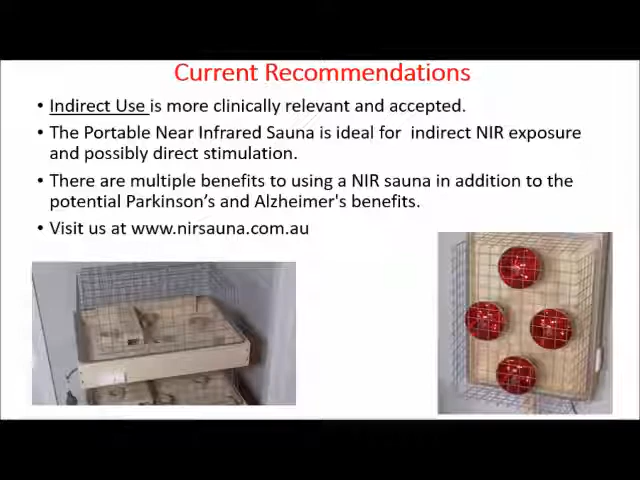 Current Recommendations
• Indirect Use is more clinically relevant and accepted.
• The Portable Near Infrared Sauna is ideal for indirect NIR exposure
and possibly direct stimulation.
• There are multiple benefits to using a NIR sauna in addition to the
potential Parkinson's and Alzheimer's benefits.
• Visit us at www.nirsauna.com.au